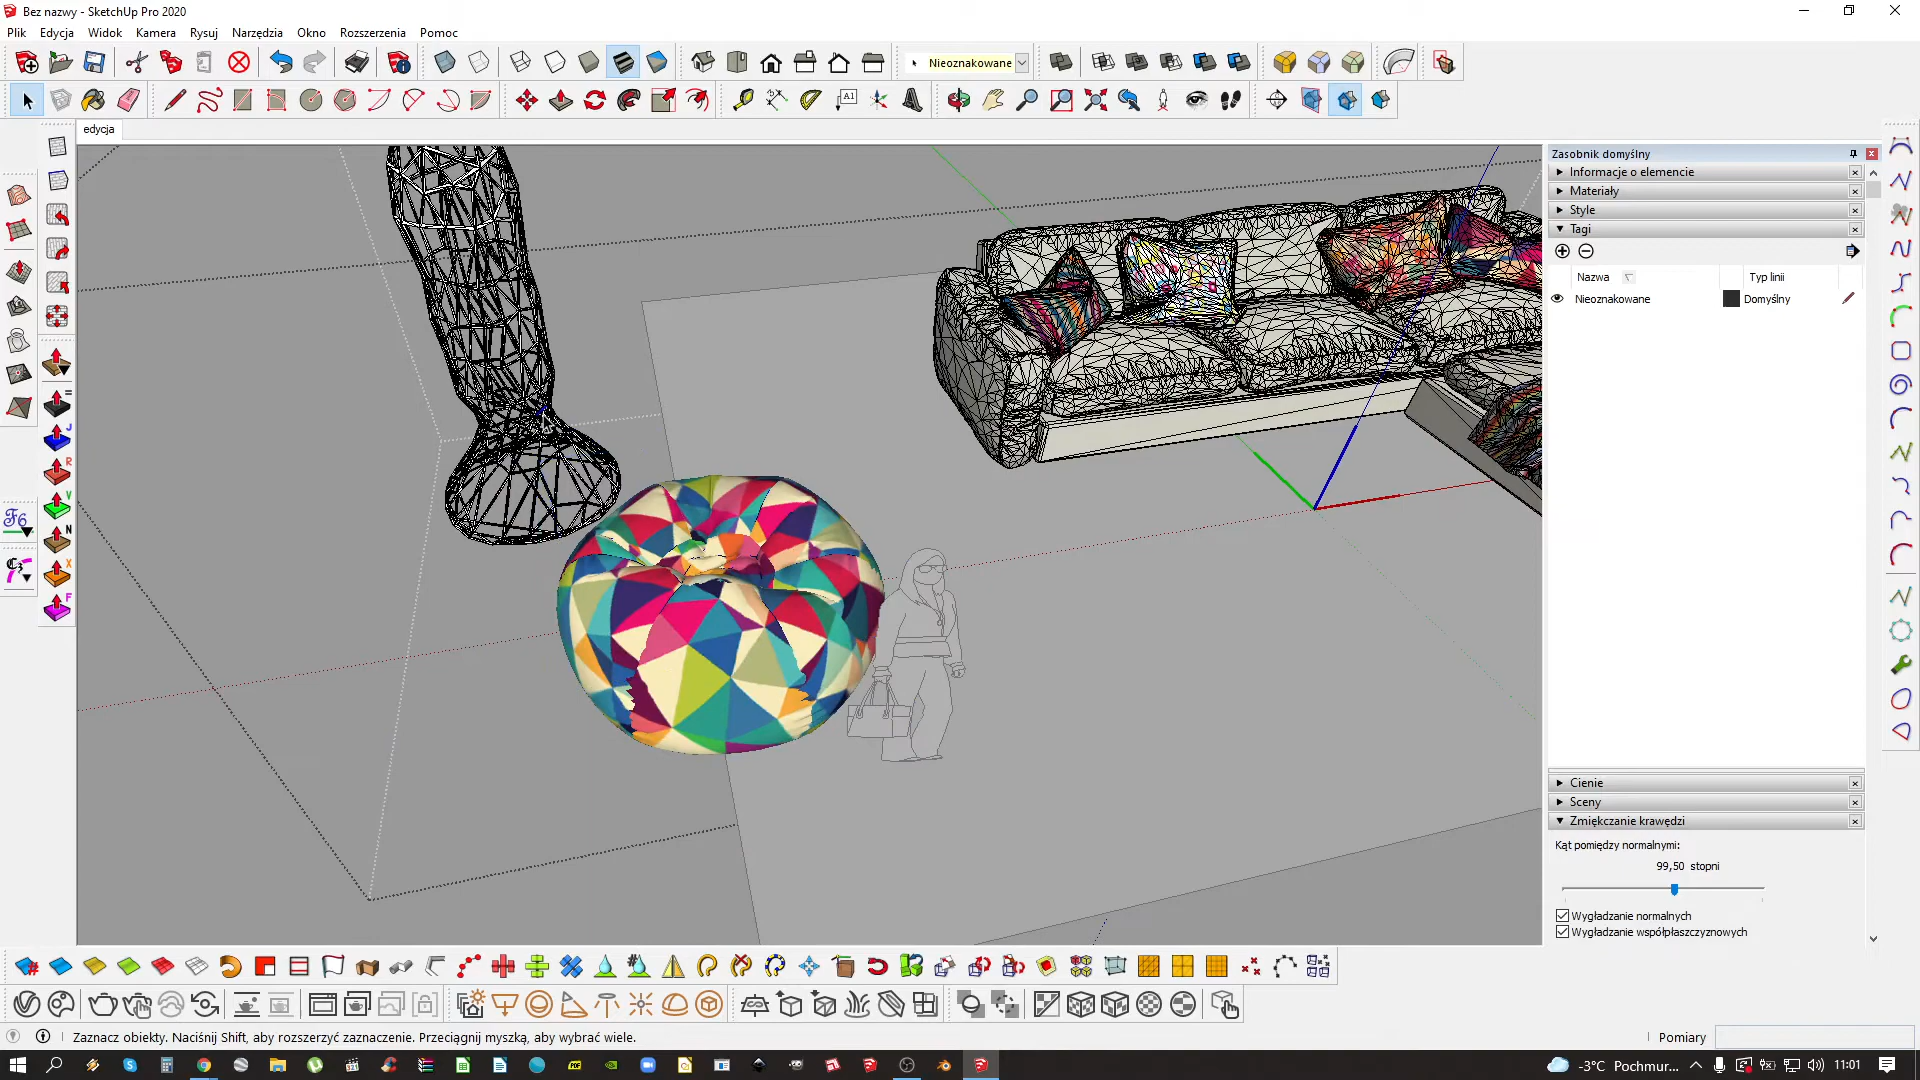 Bez nazwy - SketchUp Pro 2020
Plik Edycja Widok Kamera Rysuj Narzędzia Okno Rozszerzenia Pomoc
Nieoznakowane
A1
edycja
Zasobnik domyślny
Informacje o elemencie
Materiały
Style
Tagi
Nazwa Typ linii
Nieoznakowane Domyślny
J
R
V
N
X
F
Cienie
Sceny
Zmiękczanie krawędzi
Kąt pomiędzy normalnymi:
99,50 stopni
Wygładzanie normalnych
Wygładzanie współpłaszczyznowych
Zaznacz obiekty. Naciśnij Shift, aby rozszerzyć zaznaczenie. Przeciągnij myszką, aby wybrać wiele.
Pomiary
-3°C Pochmur... 11:01